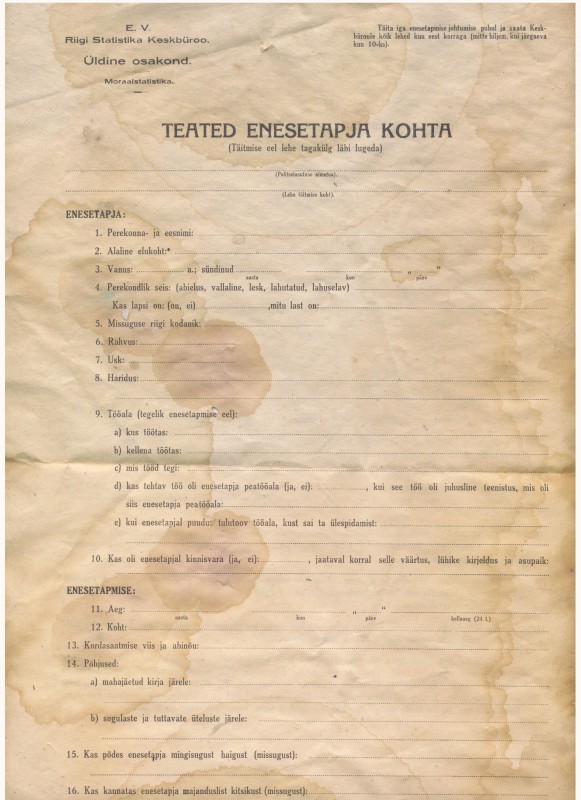 E. V.
Riigi Statistika Keskbüroo.
Üldine osakond.
Moraalstatistika.
Täita iga enesetapmise juhtumise puhul ja saata Kesk-
büroole kõik lehed kuu eest korraga (mitte hiljem, kui järgneva
kuu 10-ks).
TEATED ENESETAPJA KOHTA
(Täitmise eel lehe tagakülg läbi lugeda)
(Politseiasutuse nimetus).
(Lehe täitmise koht).
ENESETAPJA:
1. Perekonna- ja eesnimi:
2. Alaline elukoht:*
3. Vanus: a.; sündinud „ “
aasta kuu päev
4. Perekondlik seis: (abielus, vallaline, lesk, lahutatud, lahuselav)
Kas lapsi on: (on, ei) , mitu last on:
5. Missuguse riigi kodanik:
6. Rahvus:
7. Usk:
8. Haridus:
9. Tööala (tegelik enesetapmise eel):
a) kus töötas:
b) kellena töötas:
c) mis tööd tegi:
d) kas tehtav töö oli enesetapja peatööala (ja, ei): , kui see töö oli juhusline teenistus, mis oli
siis enesetapja peatööala:
e) kui enesetapjal puudus tulutoov tööala, kust sai ta ülespidamist:
10. Kas oli enesetapjal kinnisvara (ja, ei): , jaataval korral selle väärtus, lühike kirjeldus ja asupaik:
ENESETAPMISE:
11. Aeg: „ “
aasta kuu päev kellaaeg (24 t.)
12. Koht:
13. Kordasaatmise viis ja abinõu:
14. Põhjused:
a) mahajäetud kirja järele:
b) sugulaste ja tuttavate üteluste järele:
15. Kas põdes enesetapja mingisugust haigust (missugust):
16. Kas kannatas enesetapja majanduslist kitsikust (missugust):